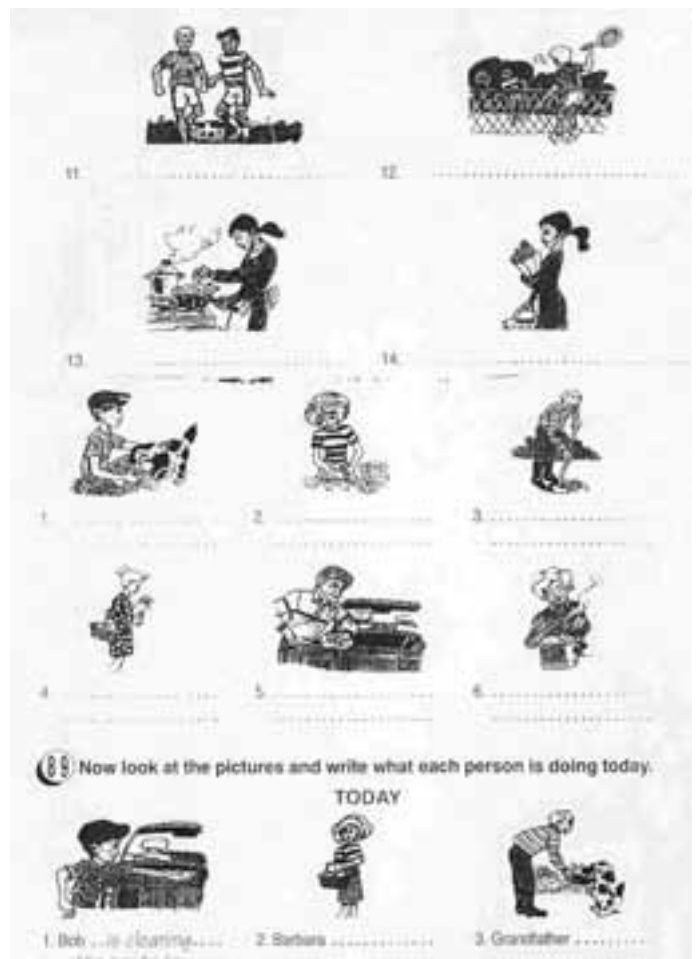 11.
12.
13.
14.
1.
2.
3.
4.
5.
6.
89 Now look at the pictures and write what each person is doing today.
TODAY
1. Bob ... is cleaning ....
2. Barbara ..............
3. Grandfather .........